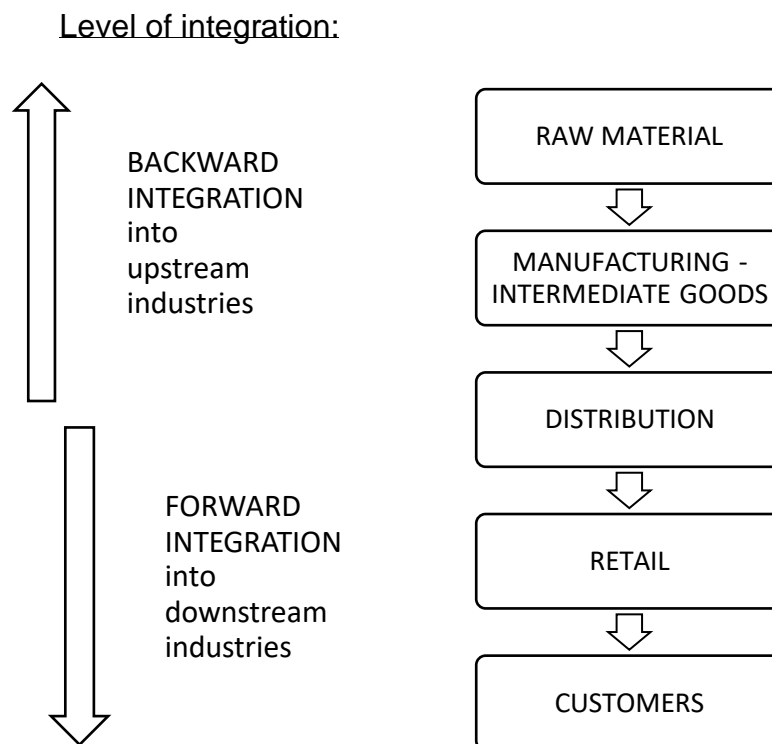 Level of integration:
BACKWARD
INTEGRATION
into
upstream
industries
FORWARD
INTEGRATION
into
downstream
industries
RAW MATERIAL
MANUFACTURING -
INTERMEDIATE GOODS
DISTRIBUTION
RETAIL
CUSTOMERS